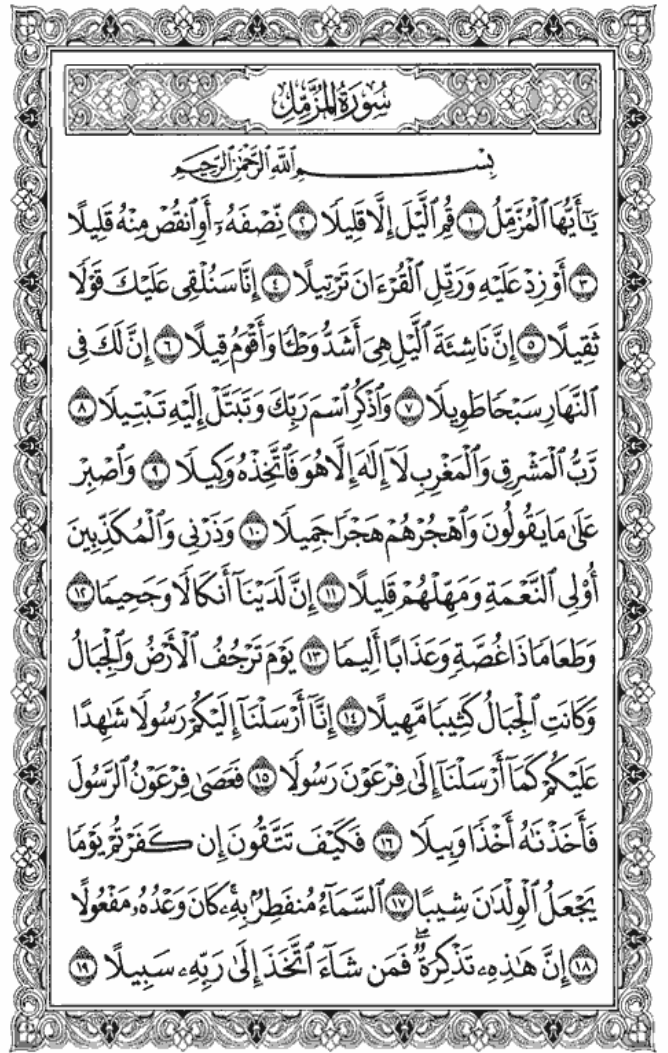 سُورَةُ المُزَّمِّلِ
بِسْمِ اللَّهِ الرَّحْمَٰنِ الرَّحِيمِ
يَٰٓأَيُّهَا ٱلْمُزَّمِّلُ ١ قُمِ ٱلَّيْلَ إِلَّا قَلِيلًا ٢ نِّصْفَهُۥٓ أَوِ ٱنقُصْ مِنْهُ قَلِيلًا
٣ أَوْ زِدْ عَلَيْهِ وَرَتِّلِ ٱلْقُرْءَانَ تَرْتِيلًا ٤ إِنَّا سَنُلْقِى عَلَيْكَ قَوْلًا
ثَقِيلًا ٥ إِنَّ نَاشِئَةَ ٱلَّيْلِ هِىَ أَشَدُّ وَطْـًٔا وَأَقْوَمُ قِيلًا ٦ إِنَّ لَكَ فِى
ٱلنَّهَارِ سَبْحًا طَوِيلًا ٧ وَٱذْكُرِ ٱسْمَ رَبِّكَ وَتَبَتَّلْ إِلَيْهِ تَبْتِيلًا ٨
رَّبُّ ٱلْمَشْرِقِ وَٱلْمَغْرِبِ لَآ إِلَٰهَ إِلَّا هُوَ فَٱتَّخِذْهُ وَكِيلًا ٩ وَٱصْبِرْ
عَلَىٰ مَا يَقُولُونَ وَٱهْجُرْهُمْ هَجْرًا جَمِيلًا ١٠ وَذَرْنِى وَٱلْمُكَذِّبِينَ
أُو۟لِى ٱلنَّعْمَةِ وَمَهِّلْهُمْ قَلِيلًا ١١ إِنَّ لَدَيْنَآ أَنكَالًا وَجَحِيمًا ١٢
وَطَعَامًا ذَا غُصَّةٍ وَعَذَابًا أَلِيمًا ١٣ يَوْمَ تَرْجُفُ ٱلْأَرْضُ وَٱلْجِبَالُ
وَكَانَتِ ٱلْجِبَالُ كَثِيبًا مَّهِيلًا ١٤ إِنَّآ أَرْسَلْنَآ إِلَيْكُمْ رَسُولًا شَٰهِدًا
عَلَيْكُمْ كَمَآ أَرْسَلْنَآ إِلَىٰ فِرْعَوْنَ رَسُولًا ١٥ فَعَصَىٰ فِرْعَوْنُ ٱلرَّسُولَ
فَأَخَذْنَٰهُ أَخْذًا وَبِيلًا ١٦ فَكَيْفَ تَتَّقُونَ إِن كَفَرْتُمْ يَوْمًا
يَجْعَلُ ٱلْوِلْدَٰنَ شِيبًا ١٧ ٱلسَّمَآءُ مُنفَطِرٌۢ بِهِۦ ۚ كَانَ وَعْدُهُۥ مَفْعُولًا
١٨ إِنَّ هَٰذِهِۦ تَذْكِرَةٌ ۖ فَمَن شَآءَ ٱتَّخَذَ إِلَىٰ رَبِّهِۦ سَبِيلًا ١٩